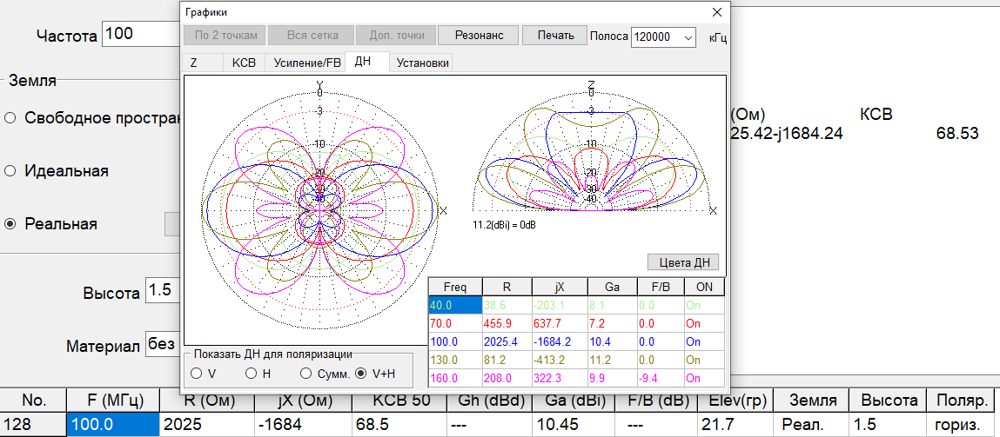 Графики
По 2 точкам Вся сетка Доп. точки Резонанс Печать Полоса 120000 кГц
Частота 100
Z КСВ Усиление/FB ДН Установки
Земля
Свободное простран
Идеальная
Реальная
Высота 1.5
Материал без
(Ом) КСВ
25.42-j1684.24 68.53
Y
0
-3
-10
-20
-30
-40
X
Z
0
-3
-10
-20
-30
-40
X
11.2(dBi) = 0dB
Цвета ДН
Freq R jX Ga F/B ON
40.0 38.6 -203.1 8.1 0.0 On
70.0 455.9 637.7 7.2 0.0 On
100.0 2025.4 -1684.2 10.4 0.0 On
130.0 81.2 -413.2 11.2 0.0 On
160.0 208.0 322.3 9.9 -9.4 On
Показать ДН для поляризации
V H Сумм. V+H
No. F (МГц) R (Ом) jX (Ом) КСВ 50 Gh (dBd) Ga (dBi) F/B (dB) Elev(гр) Земля Высота Поляр.
128 100.0 2025 -1684 68.5 --- 10.45 --- 21.7 Реал. 1.5 гориз.